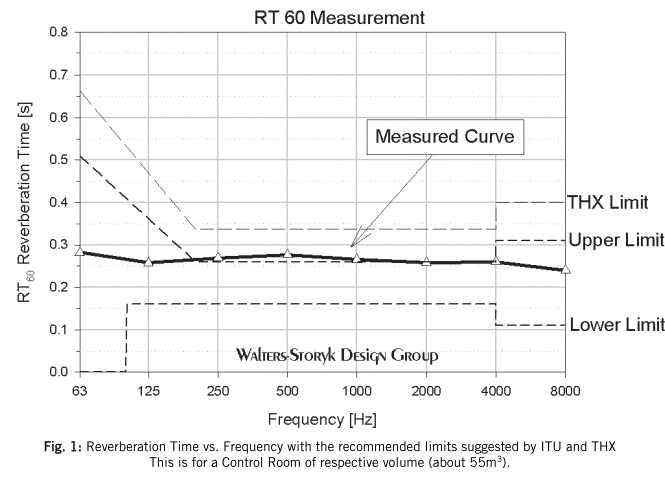 RT 60 Measurement
0.8
0.7
0.6
0.5
0.4
0.3
0.2
0.1
0.0
RT60 Reverberation Time [s]
Measured Curve
THX Limit
Upper Limit
Lower Limit
Walters-Storyk Design Group
63 125 250 500 1000 2000 4000 8000
Frequency [Hz]
Fig. 1: Reverberation Time vs. Frequency with the recommended limits suggested by ITU and THX
This is for a Control Room of respective volume (about 55m³).